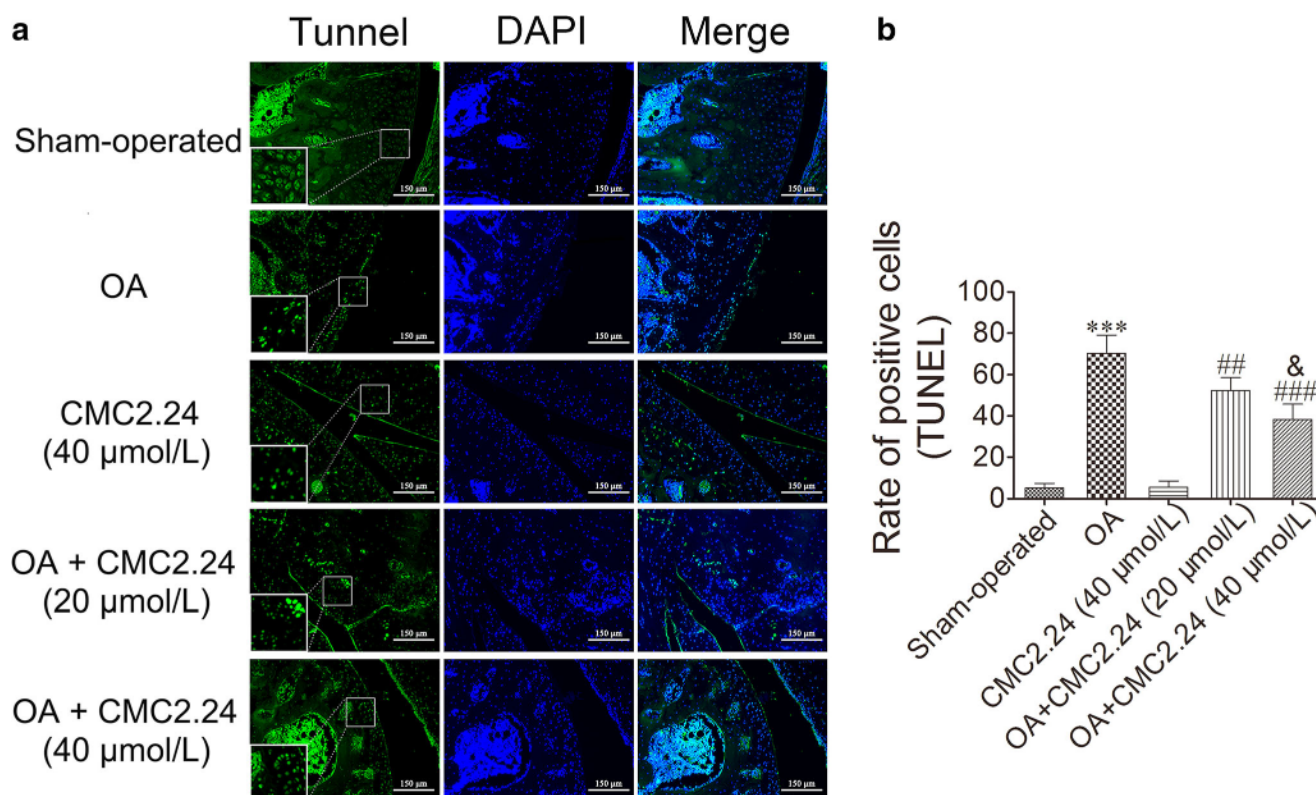 a
Tunnel DAPI Merge
Sham-operated
150 µm 150 µm 150 µm
OA
150 µm 150 µm 150 µm
CMC2.24
(40 µmol/L)
150 µm 150 µm 150 µm
OA + CMC2.24
(20 µmol/L)
150 µm 150 µm 150 µm
OA + CMC2.24
(40 µmol/L)
150 µm 150 µm 150 µm
b
Rate of positive cells
(TUNEL)
100
80
60
40
20
0
***
##
&
###
Sham-operated
OA
CMC2.24 (40 µmol/L)
OA+CMC2.24 (20 µmol/L)
OA+CMC2.24 (40 µmol/L)